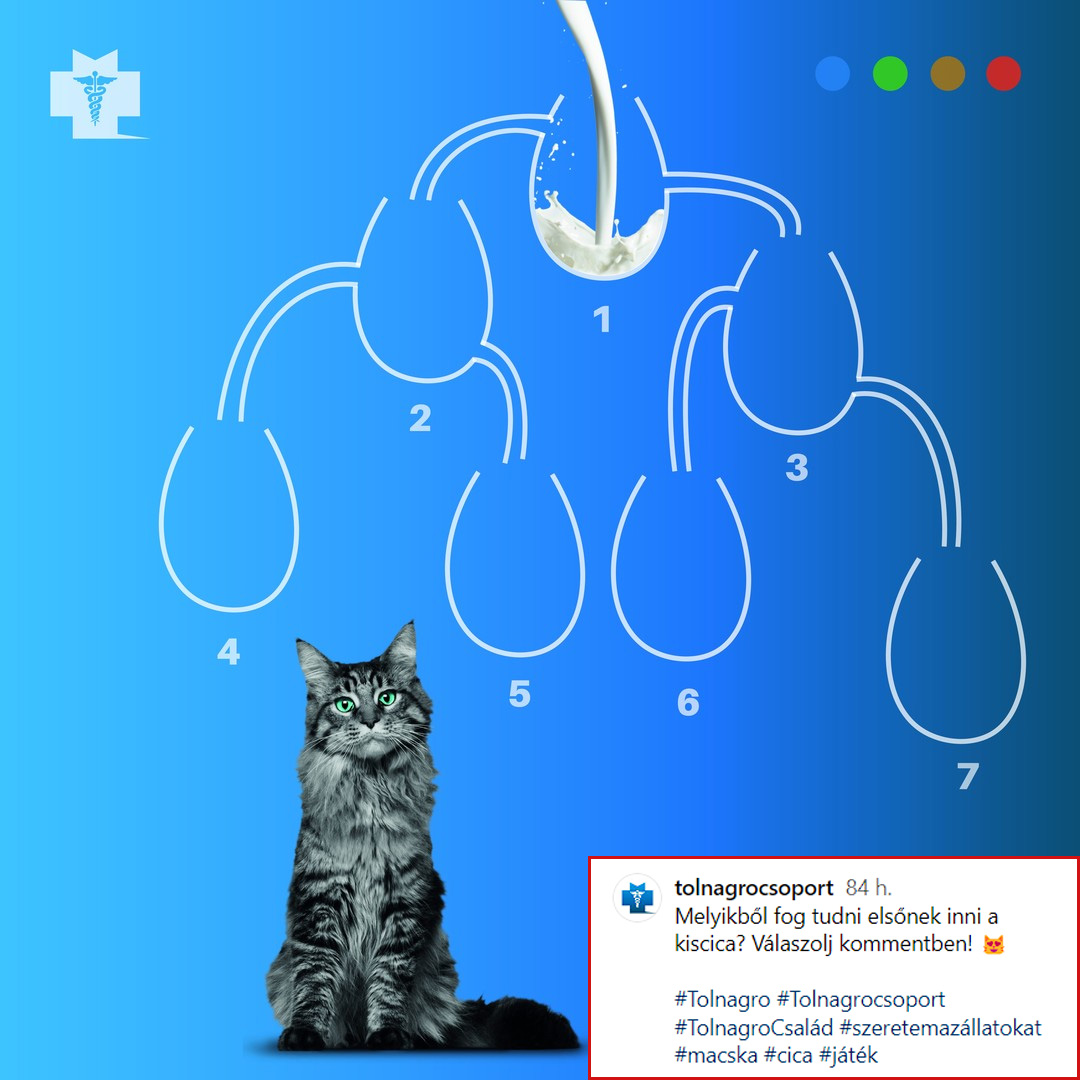 1
2
3
4
5
6
7
tolnagrocsoport 84 h.
Melyikből fog tudni elsőnek inni a
kiscica? Válaszolj kommentben! 😻
#Tolnagro #Tolnagrocsoport
#TolnagroCsalád #szeretemazállatokat
#macska #cica #játék